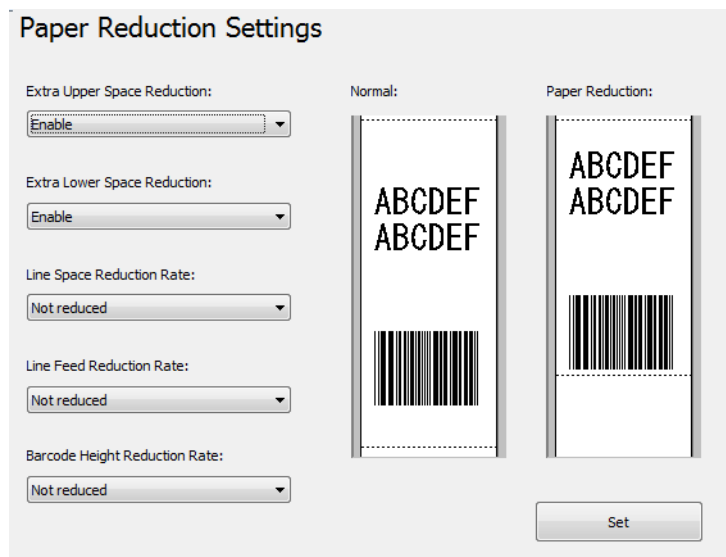 Paper Reduction Settings
Extra Upper Space Reduction:
Enable
Extra Lower Space Reduction:
Enable
Line Space Reduction Rate:
Not reduced
Line Feed Reduction Rate:
Not reduced
Barcode Height Reduction Rate:
Not reduced
Normal:
ABCDEF
ABCDEF
Paper Reduction:
ABCDEF
ABCDEF
Set